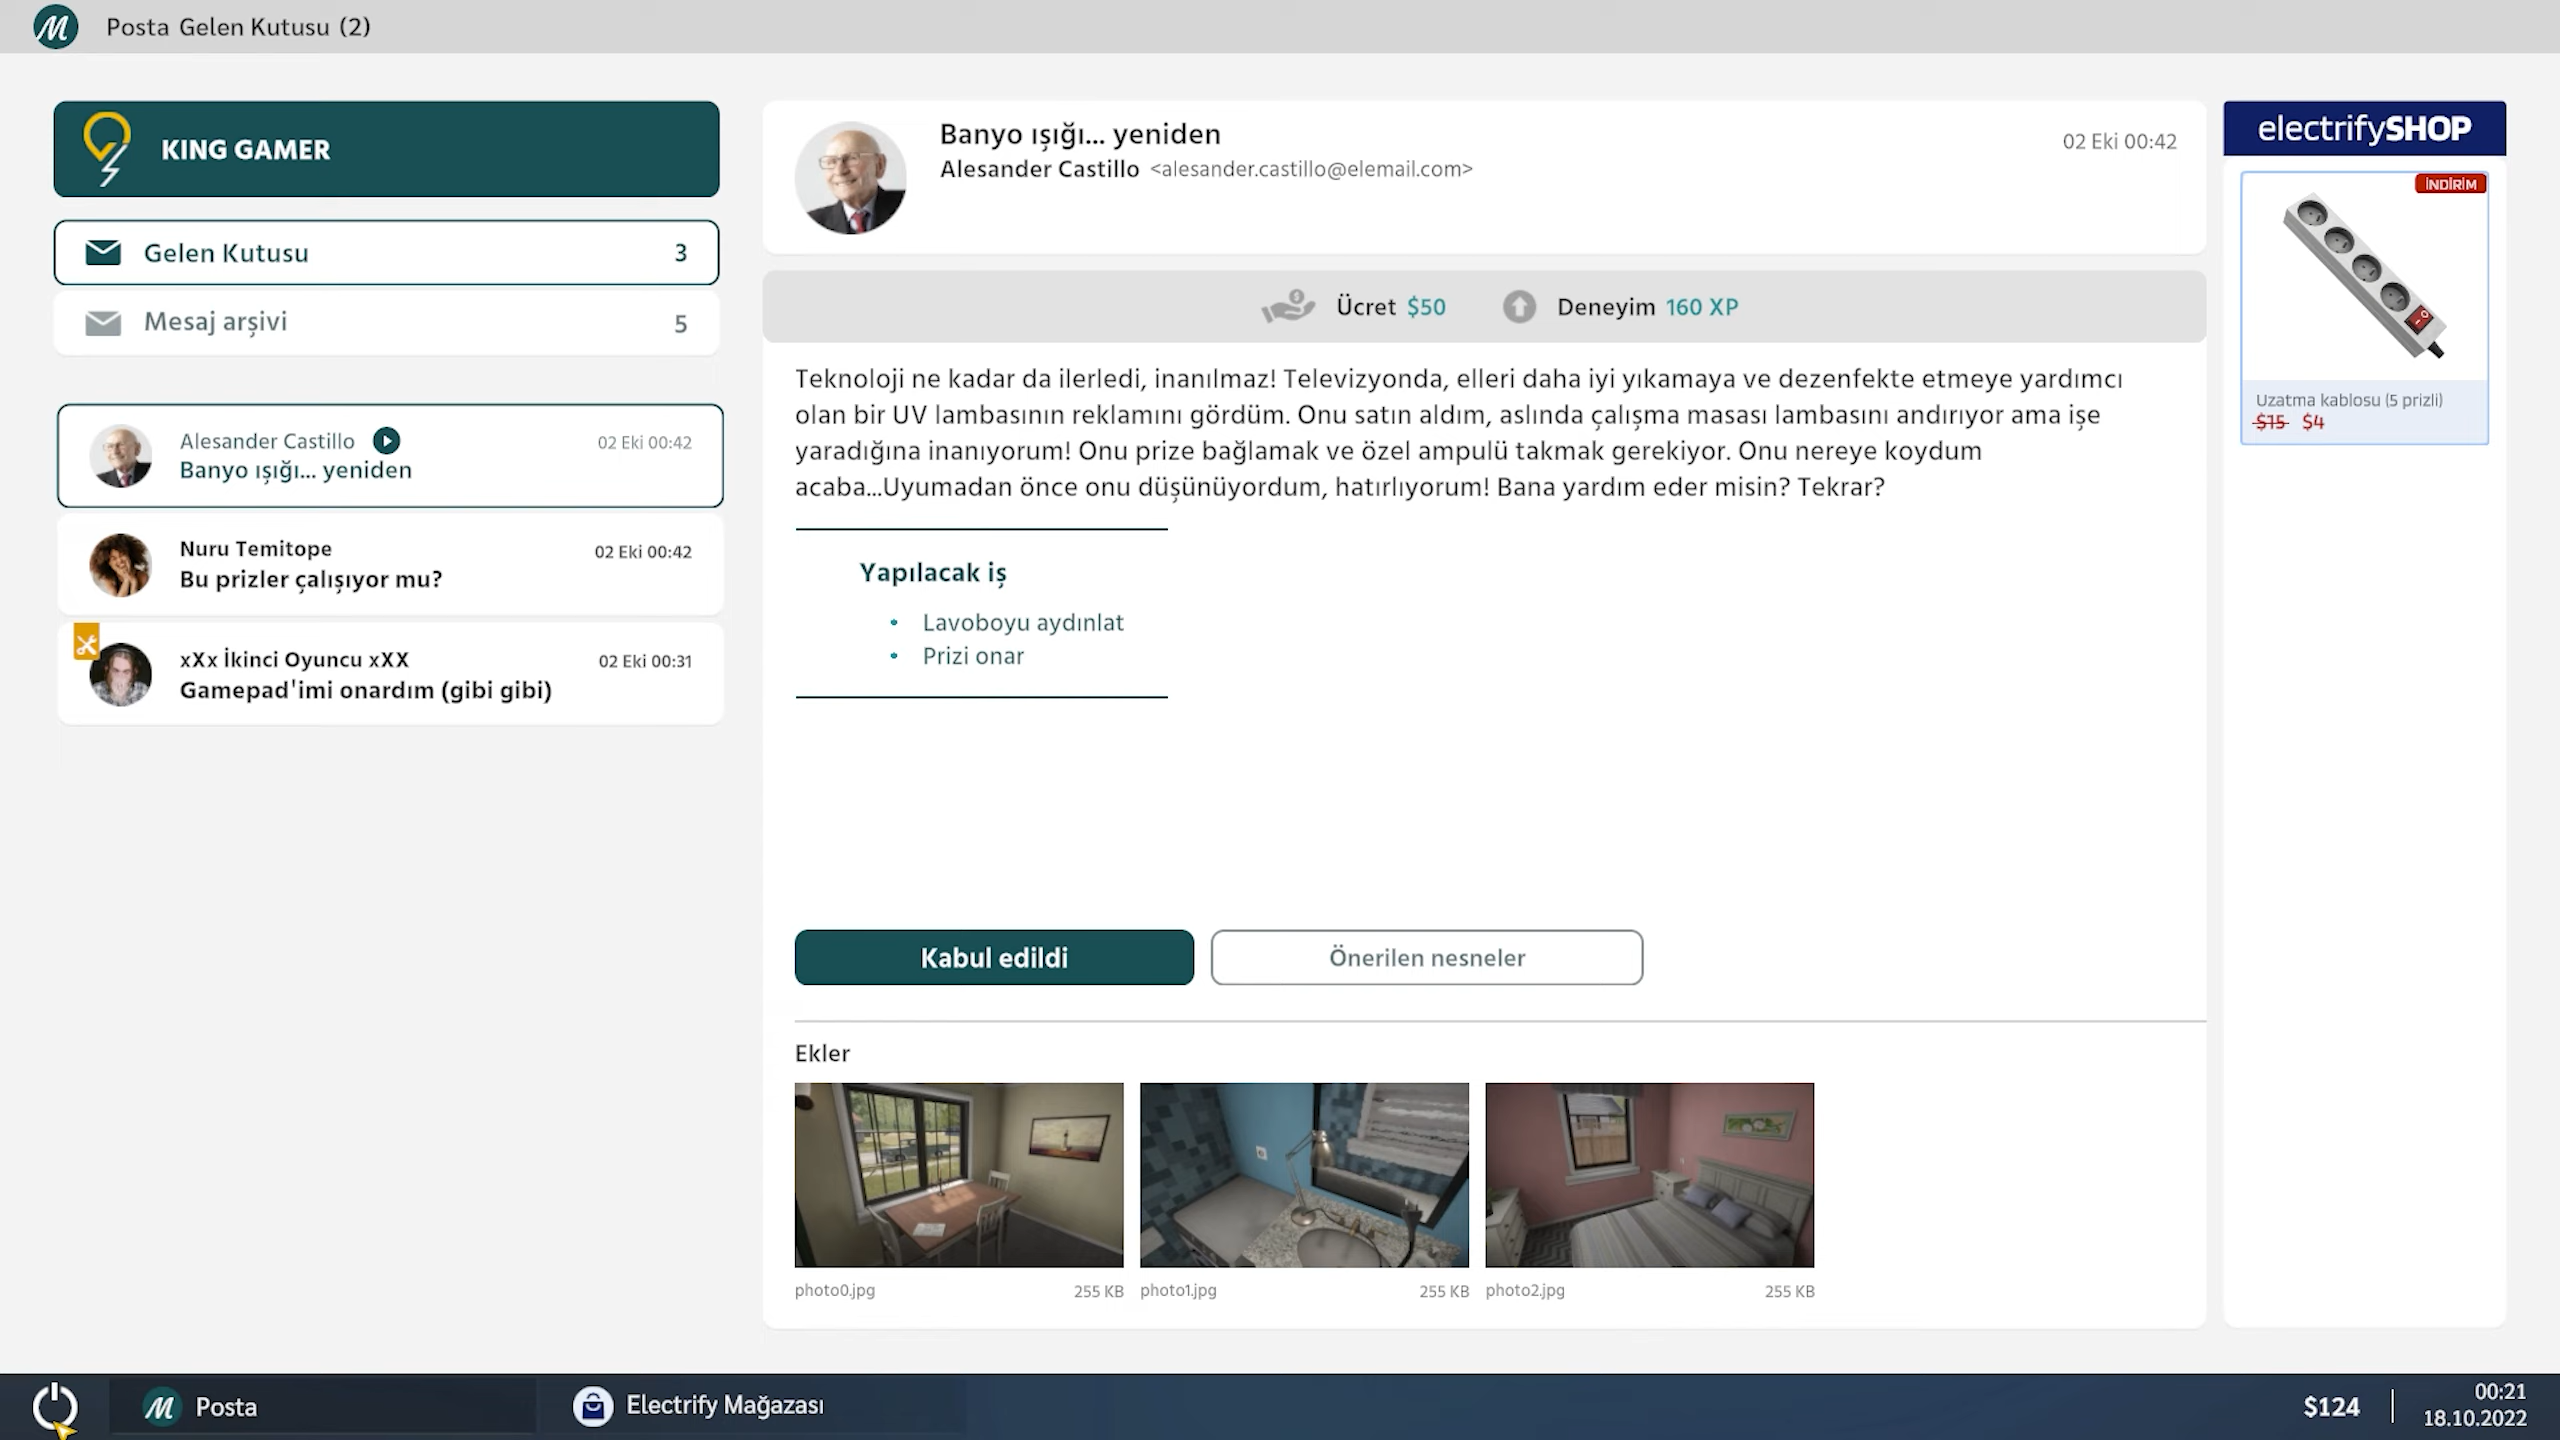 Posta Gelen Kutusu (2)
KING GAMER
Gelen Kutusu 3
Mesaj arşivi 5
Alesander Castillo 02 Eki 00:42
Banyo ışığı... yeniden
Nuru Temitope 02 Eki 00:42
Bu prizler çalışıyor mu?
xXx İkinci Oyuncu xXX 02 Eki 00:31
Gamepad'imi onardım (gibi gibi)
Banyo ışığı... yeniden 02 Eki 00:42
Alesander Castillo <alesander.castillo@elemail.com>
Ücret $50 Deneyim 160 XP
Teknoloji ne kadar da ilerledi, inanılmaz! Televizyonda, elleri daha iyi yıkamaya ve dezenfekte etmeye yardımcı
olan bir UV lambasının reklamını gördüm. Onu satın aldım, aslında çalışma masası lambasını andırıyor ama işe
yaradığına inanıyorum! Onu prize bağlamak ve özel ampulü takmak gerekiyor. Onu nereye koydum
acaba...Uyumadan önce onu düşünüyordum, hatırlıyorum! Bana yardım eder misin? Tekrar?
Yapılacak iş
• Lavoboyu aydınlat
• Prizi onar
Kabul edildi
Önerilen nesneler
Ekler
photo0.jpg 255 KB
photo1.jpg 255 KB
photo2.jpg 255 KB
electrifySHOP
İNDİRİM
Uzatma kablosu (5 prizli)
$15 $4
Posta
Electrify Mağazası
$124
00:21
18.10.2022